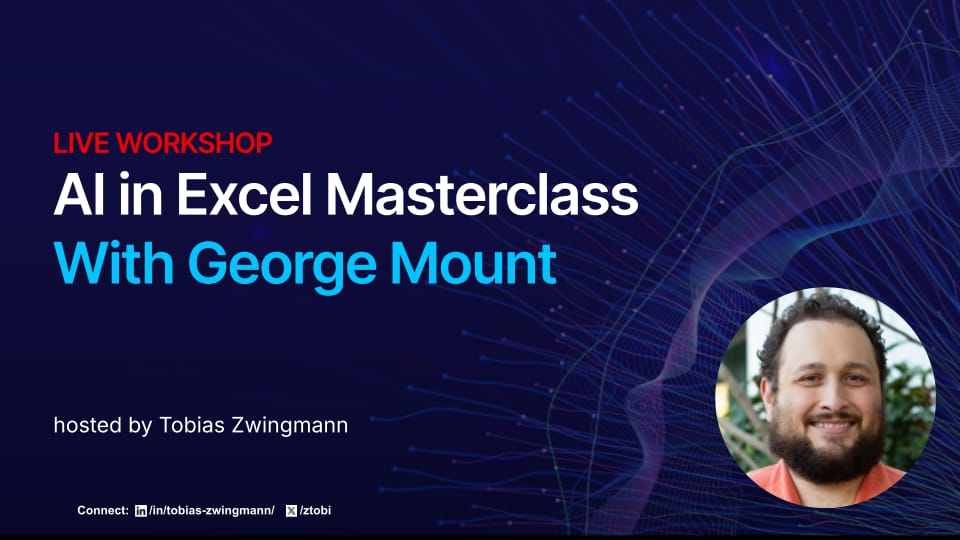 LIVE WORKSHOP
AI in Excel Masterclass
With George Mount
hosted by Tobias Zwingmann
Connect: in/in/tobias-zwingmann/ X/ztobi